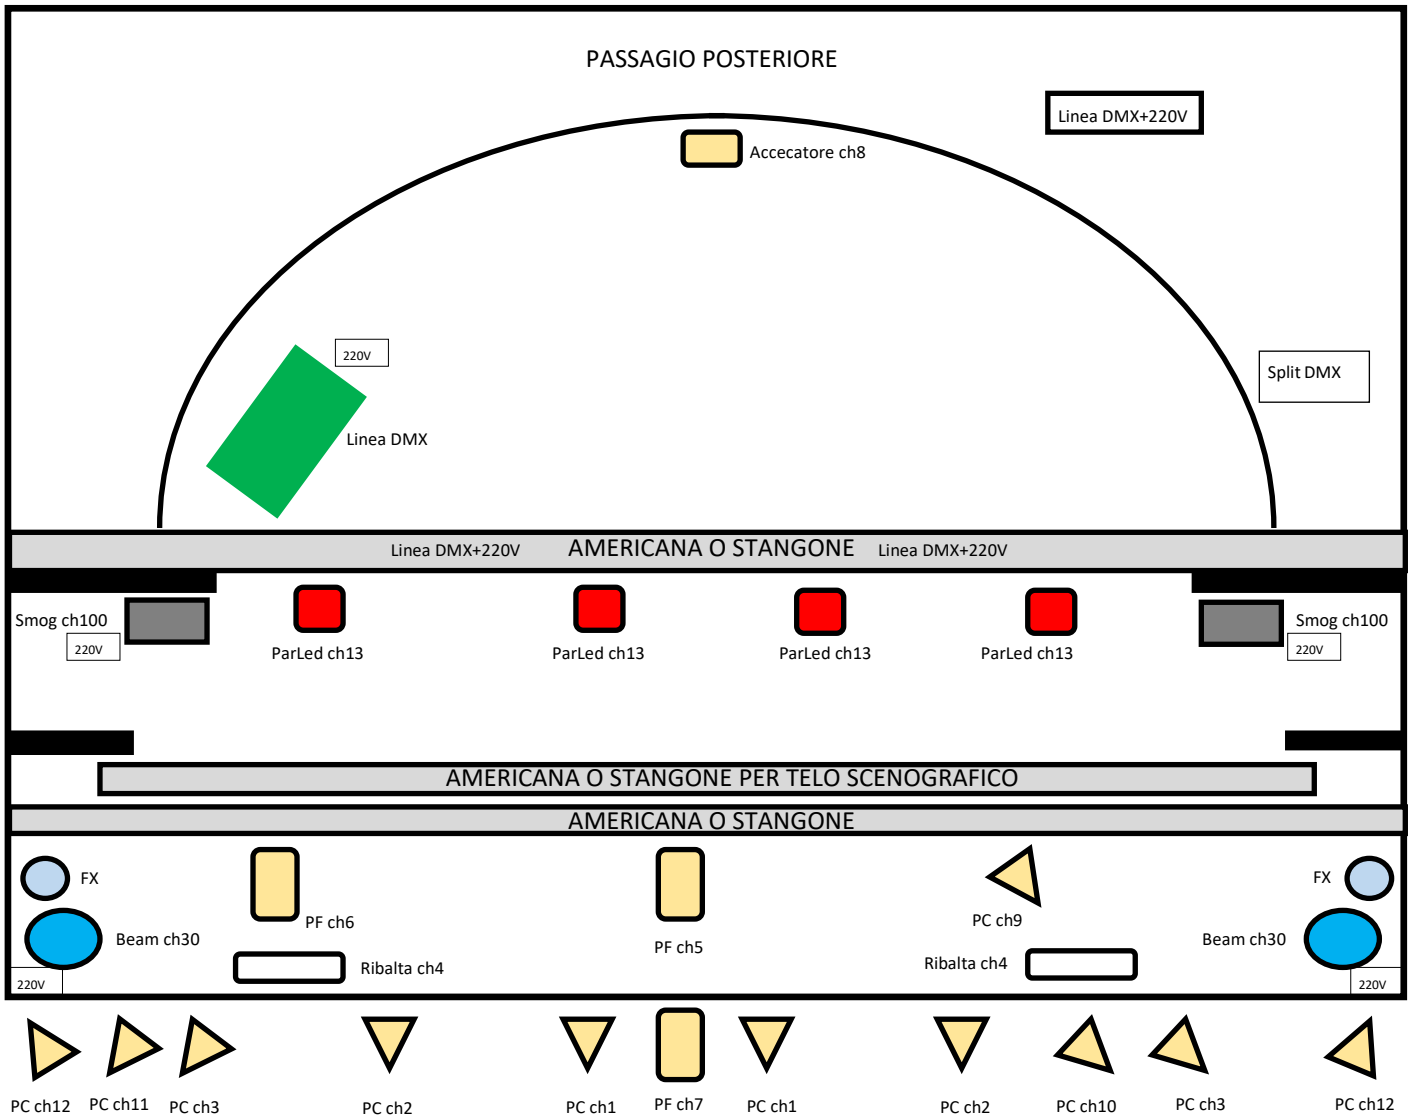 PASSAGIO POSTERIORE
Linea DMX+220V
Accecatore ch8
220V
Split DMX
Linea DMX
Linea DMX+220V
AMERICANA O STANGONE
Linea DMX+220V
Smog ch100
220V
ParLed ch13
ParLed ch13
ParLed ch13
ParLed ch13
Smog ch100
220V
AMERICANA O STANGONE PER TELO SCENOGRAFICO
AMERICANA O STANGONE
FX
PF ch6
PF ch5
PC ch9
FX
Beam ch30
Beam ch30
Ribalta ch4
Ribalta ch4
220V
220V
PC ch12
PC ch11
PC ch3
PC ch2
PC ch1
PF ch7
PC ch1
PC ch2
PC ch10
PC ch3
PC ch12